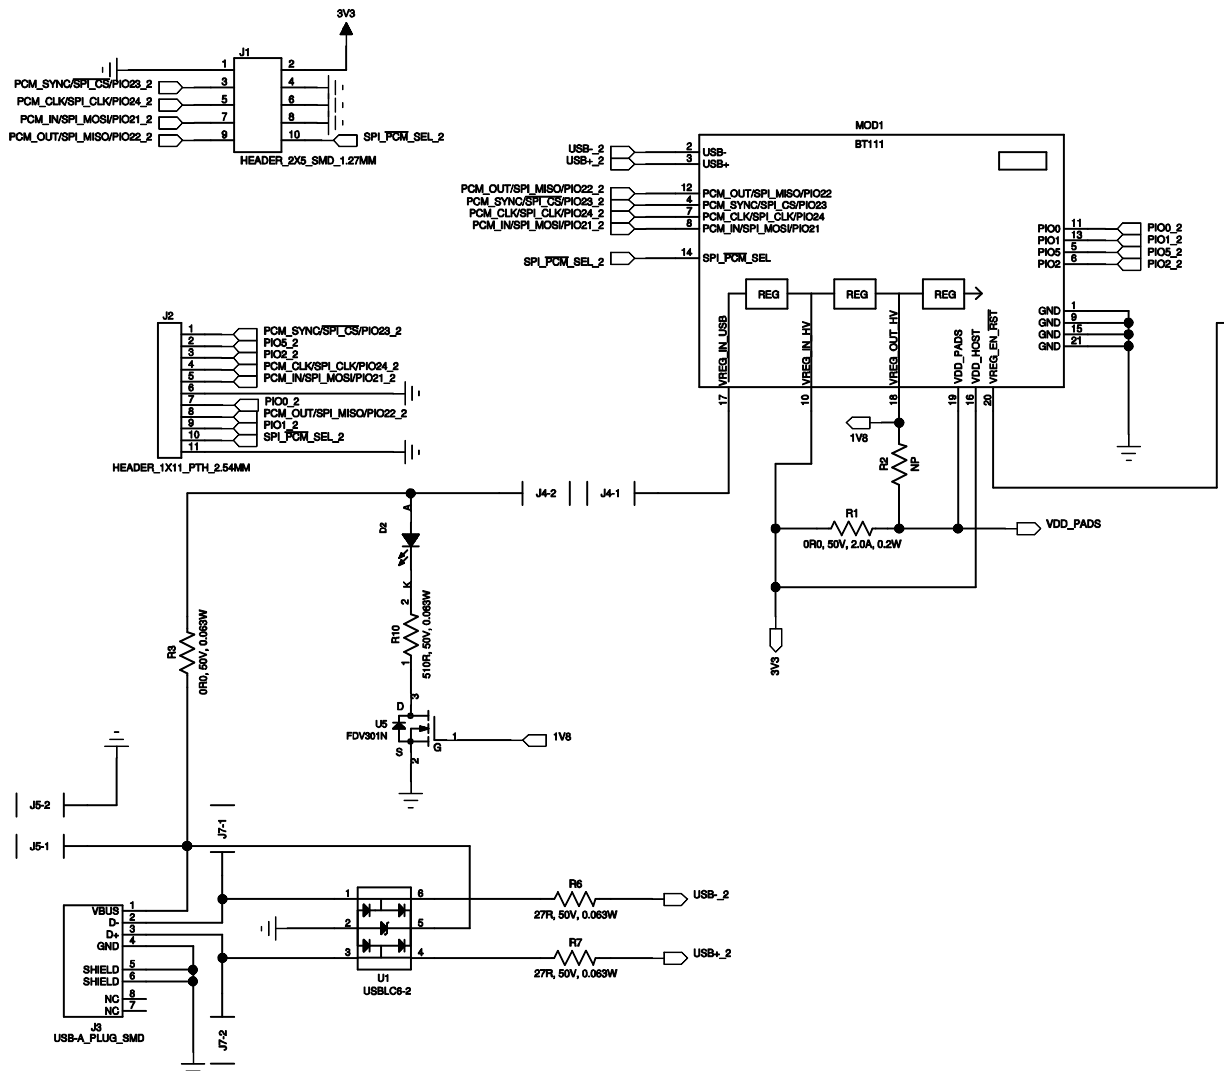 3V3
J1
1 2
PCM_SYNC/SPI_CS/PIO23_2 3 4
PCM_CLK/SPI_CLK/PIO24_2 5 6
PCM_IN/SPI_MOSI/PIO21_2 7 8
PCM_OUT/SPI_MISO/PIO22_2 9 10 SPI_PCM_SEL_2
HEADER_2X5_SMD_1.27MM
MOD1
BT111
USB-_2 2 USB-
USB+_2 3 USB+
PCM_OUT/SPI_MISO/PIO22_2 12 PCM_OUT/SPI_MISO/PIO22
PCM_SYNC/SPI_CS/PIO23_2 4 PCM_SYNC/SPI_CS/PIO23
PCM_CLK/SPI_CLK/PIO24_2 7 PCM_CLK/SPI_CLK/PIO24
PCM_IN/SPI_MOSI/PIO21_2 8 PCM_IN/SPI_MOSI/PIO21
SPI_PCM_SEL_2 14 SPI_PCM_SEL
PIO0 11 PIO0_2
PIO1 13 PIO1_2
PIO5 5 PIO5_2
PIO2 6 PIO2_2
REG REG REG
GND 1
GND 9
GND 15
GND 21
VREG_IN_USB
VREG_IN_HV
VREG_OUT_HV
VDD_PADS
VDD_HOST
VREG_EN_RST
17 10 18 19 16 20
J2
1 PCM_SYNC/SPI_CS/PIO23_2
2 PIO5_2
3 PIO2_2
4 PCM_CLK/SPI_CLK/PIO24_2
5 PCM_IN/SPI_MOSI/PIO21_2
6
7 PIO0_2
8 PCM_OUT/SPI_MISO/PIO22_2
9 PIO1_2
10 SPI_PCM_SEL_2
11
HEADER_1X11_PTH_2.54MM
1V8
R2
NP
R1
0R0, 50V, 2.0A, 0.2W
VDD_PADS
3V3
J4-2 J4-1
A
D2
K
2
R10
510R, 50V, 0.063W
1
R3
0R0, 50V, 0.063W
3
D
U5
FDV301N
S
G
1
2
1V8
J5-2
J5-1
J7-1
1 6
2 5
3 4
U1
USBLC6-2
R6
27R, 50V, 0.063W
USB-_2
R7
27R, 50V, 0.063W
USB+_2
VBUS 1
D- 2
D+ 3
GND 4
SHIELD 5
SHIELD 6
NC 8
NC 7
J3
USB-A_PLUG_SMD
J7-2